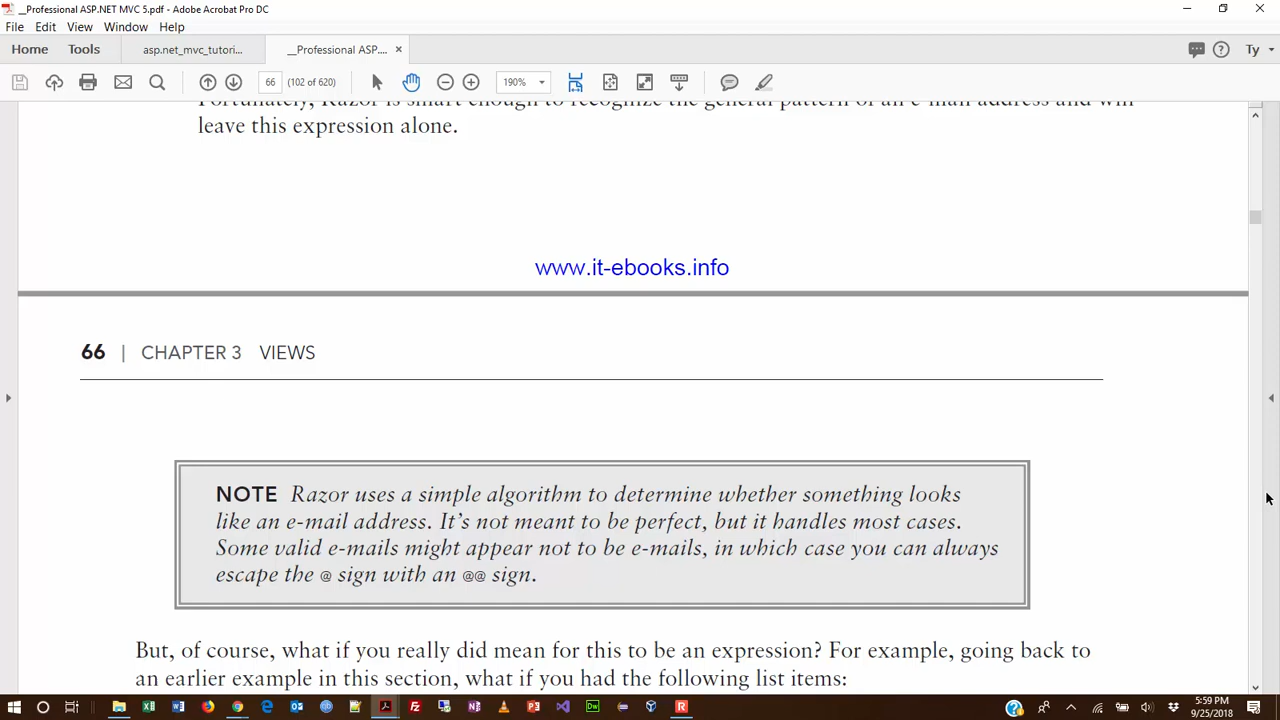 __Professional ASP.NET MVC 5.pdf - Adobe Acrobat Pro DC
File Edit View Window Help
Home Tools asp.net_mvc_tutori... __Professional ASP.... ×
Ty
66 (102 of 620) 190%
Fortunately, Razor is smart enough to recognize the general pattern of an e-mail address and will
leave this expression alone.
www.it-ebooks.info
66 | CHAPTER 3 VIEWS
NOTE Razor uses a simple algorithm to determine whether something looks
like an e-mail address. It's not meant to be perfect, but it handles most cases.
Some valid e-mails might appear not to be e-mails, in which case you can always
escape the @ sign with an @@ sign.
But, of course, what if you really did mean for this to be an expression? For example, going back to
an earlier example in this section, what if you had the following list items:
5:59 PM
9/25/2018